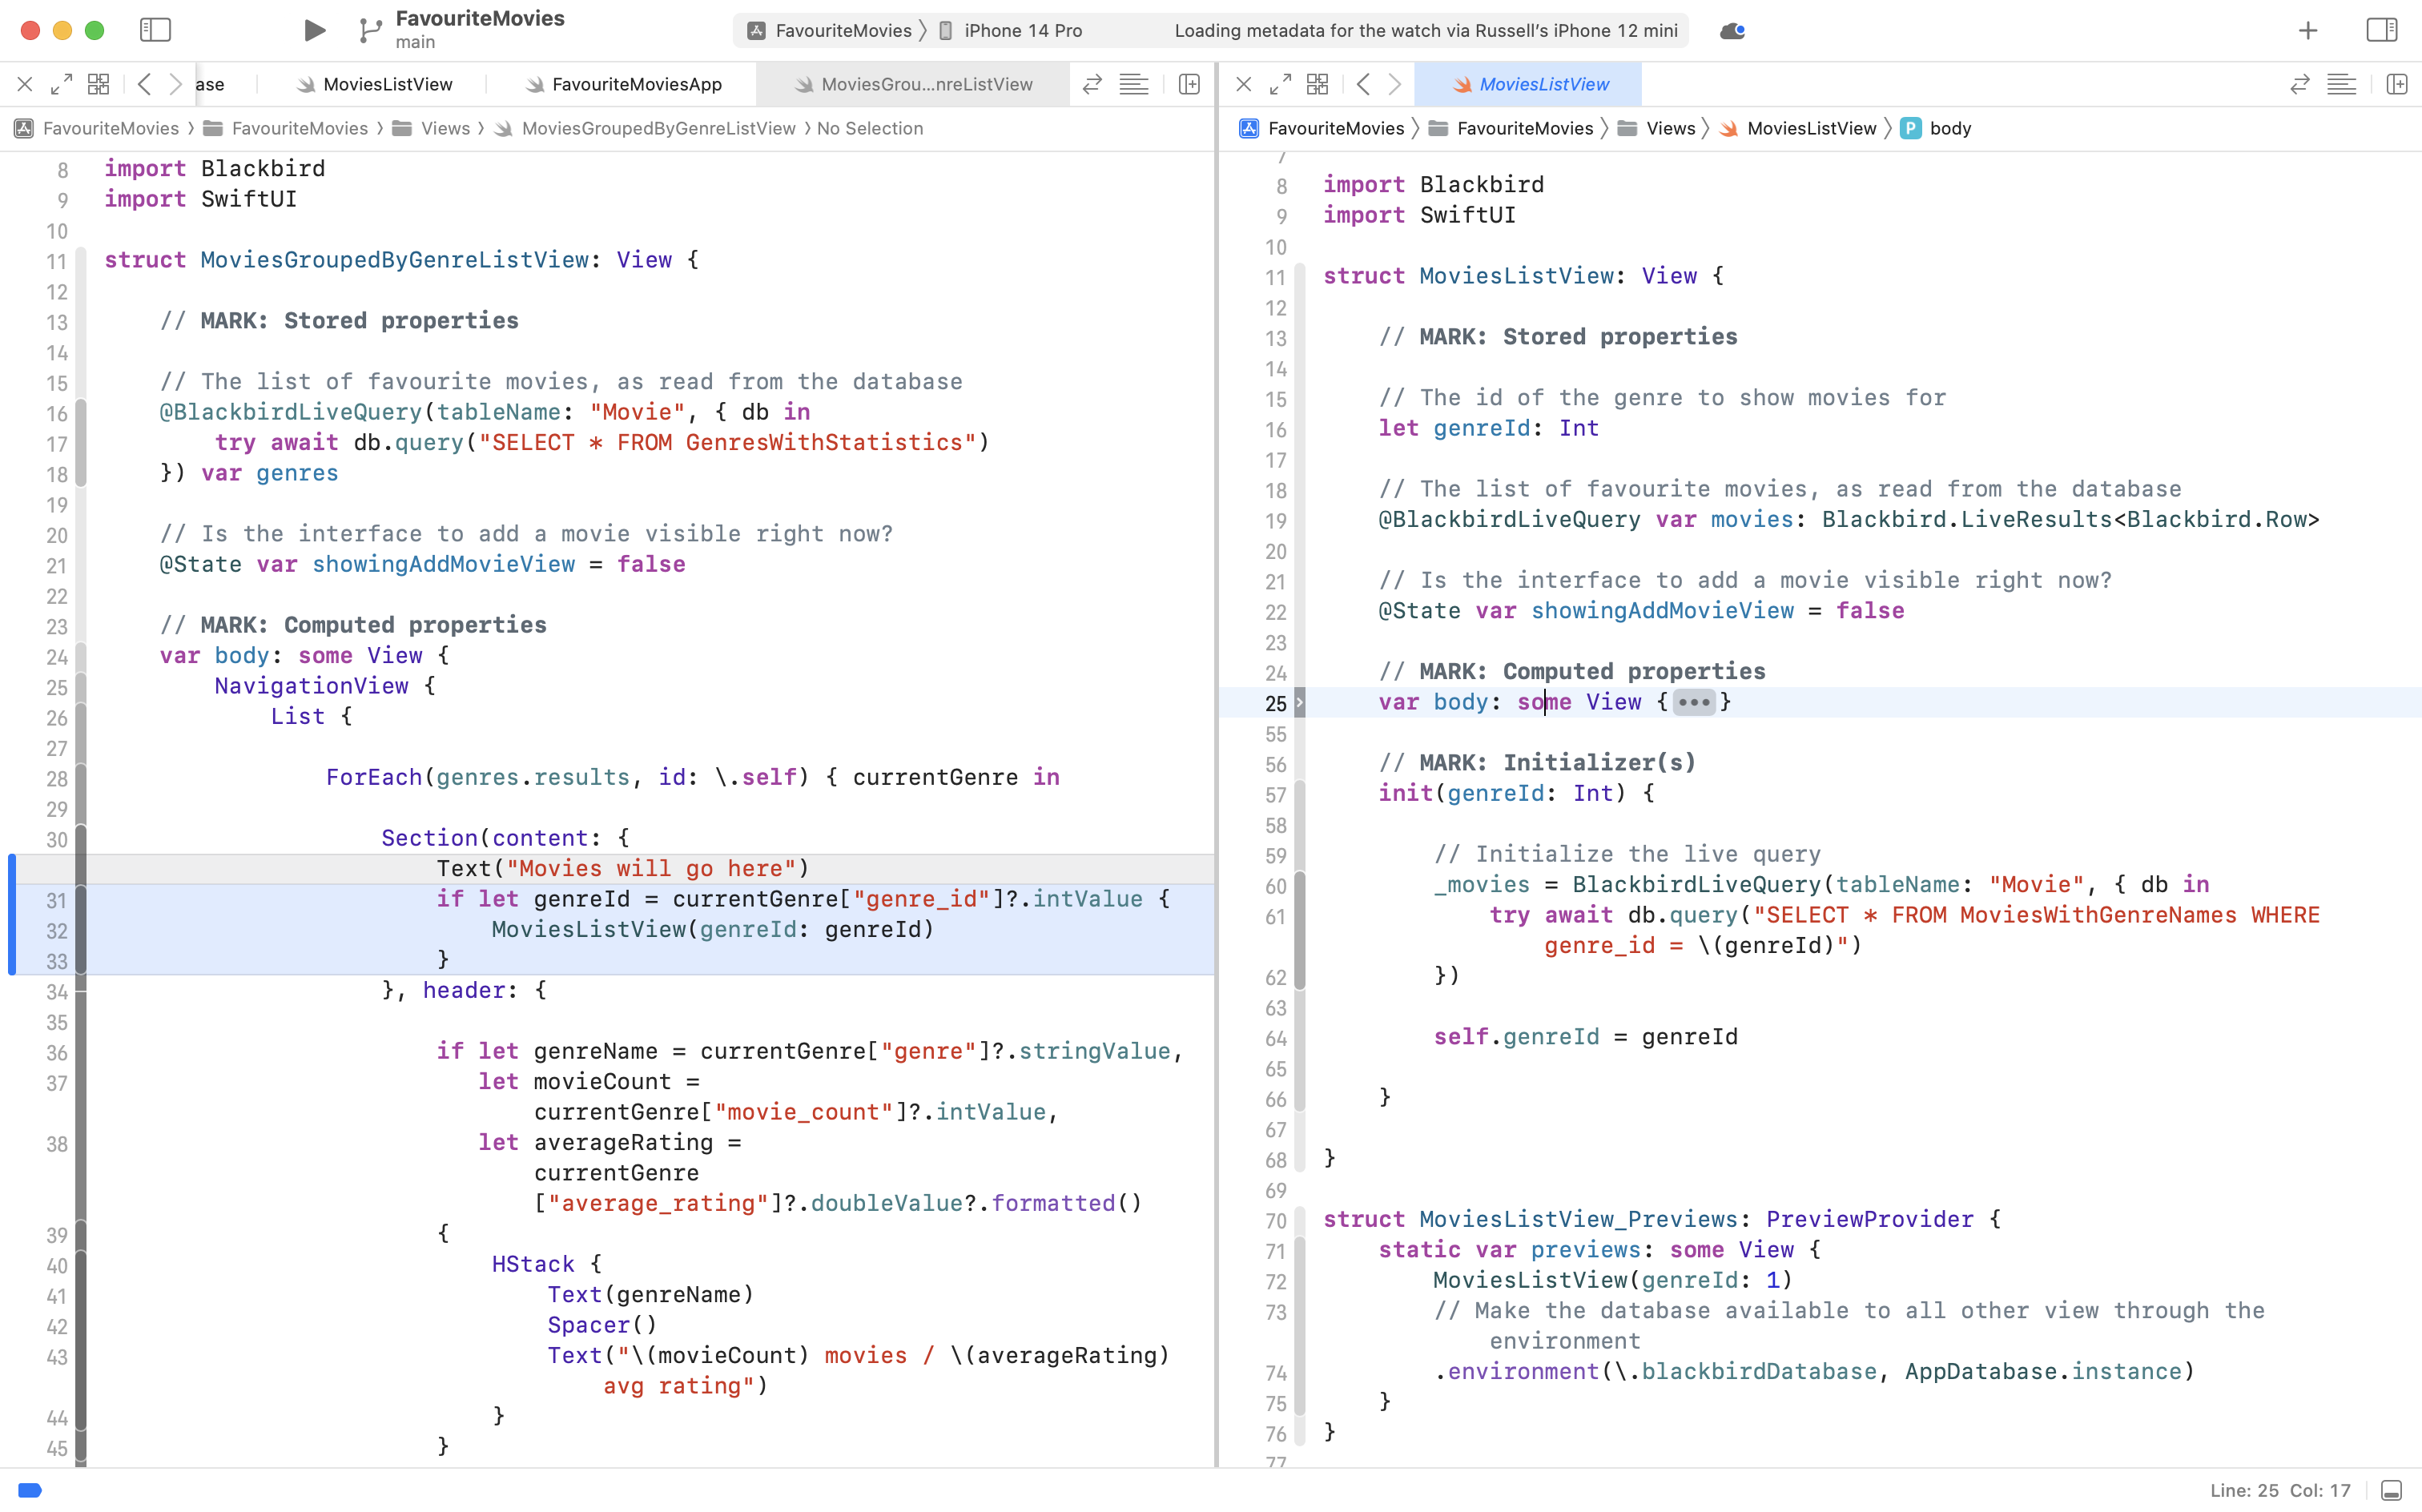 FavouriteMovies
main
FavouriteMovies iPhone 14 Pro Loading metadata for the watch via Russell’s iPhone 12 mini
ase MoviesListView FavouriteMoviesApp MoviesGrou...nreListView
FavouriteMovies FavouriteMovies Views MoviesGroupedByGenreListView No Selection
8 import Blackbird
9 import SwiftUI
10
11 struct MoviesGroupedByGenreListView: View {
12
13 // MARK: Stored properties
14
15 // The list of favourite movies, as read from the database
16 @BlackbirdLiveQuery(tableName: "Movie", { db in
17 try await db.query("SELECT * FROM GenresWithStatistics")
18 }) var genres
19
20 // Is the interface to add a movie visible right now?
21 @State var showingAddMovieView = false
22
23 // MARK: Computed properties
24 var body: some View {
25 NavigationView {
26 List {
27
28 ForEach(genres.results, id: \.self) { currentGenre in
29
30 Section(content: {
Text("Movies will go here")
31 if let genreId = currentGenre["genre_id"]?.intValue {
32 MoviesListView(genreId: genreId)
33 }
34 }, header: {
35
36 if let genreName = currentGenre["genre"]?.stringValue,
37 let movieCount =
currentGenre["movie_count"]?.intValue,
38 let averageRating =
currentGenre
["average_rating"]?.doubleValue?.formatted()
39 {
40 HStack {
41 Text(genreName)
42 Spacer()
43 Text("\(movieCount) movies / \(averageRating)
avg rating")
44 }
45 }
MoviesListView
FavouriteMovies FavouriteMovies Views MoviesListView P body
7
8 import Blackbird
9 import SwiftUI
10
11 struct MoviesListView: View {
12
13 // MARK: Stored properties
14
15 // The id of the genre to show movies for
16 let genreId: Int
17
18 // The list of favourite movies, as read from the database
19 @BlackbirdLiveQuery var movies: Blackbird.LiveResults<Blackbird.Row>
20
21 // Is the interface to add a movie visible right now?
22 @State var showingAddMovieView = false
23
24 // MARK: Computed properties
25 var body: some View {•••}
55
56 // MARK: Initializer(s)
57 init(genreId: Int) {
58
59 // Initialize the live query
60 _movies = BlackbirdLiveQuery(tableName: "Movie", { db in
61 try await db.query("SELECT * FROM MoviesWithGenreNames WHERE
genre_id = \(genreId)")
62 })
63
64 self.genreId = genreId
65
66 }
67
68 }
69
70 struct MoviesListView_Previews: PreviewProvider {
71 static var previews: some View {
72 MoviesListView(genreId: 1)
73 // Make the database available to all other view through the
environment
74 .environment(\.blackbirdDatabase, AppDatabase.instance)
75 }
76 }
77
Line: 25 Col: 17